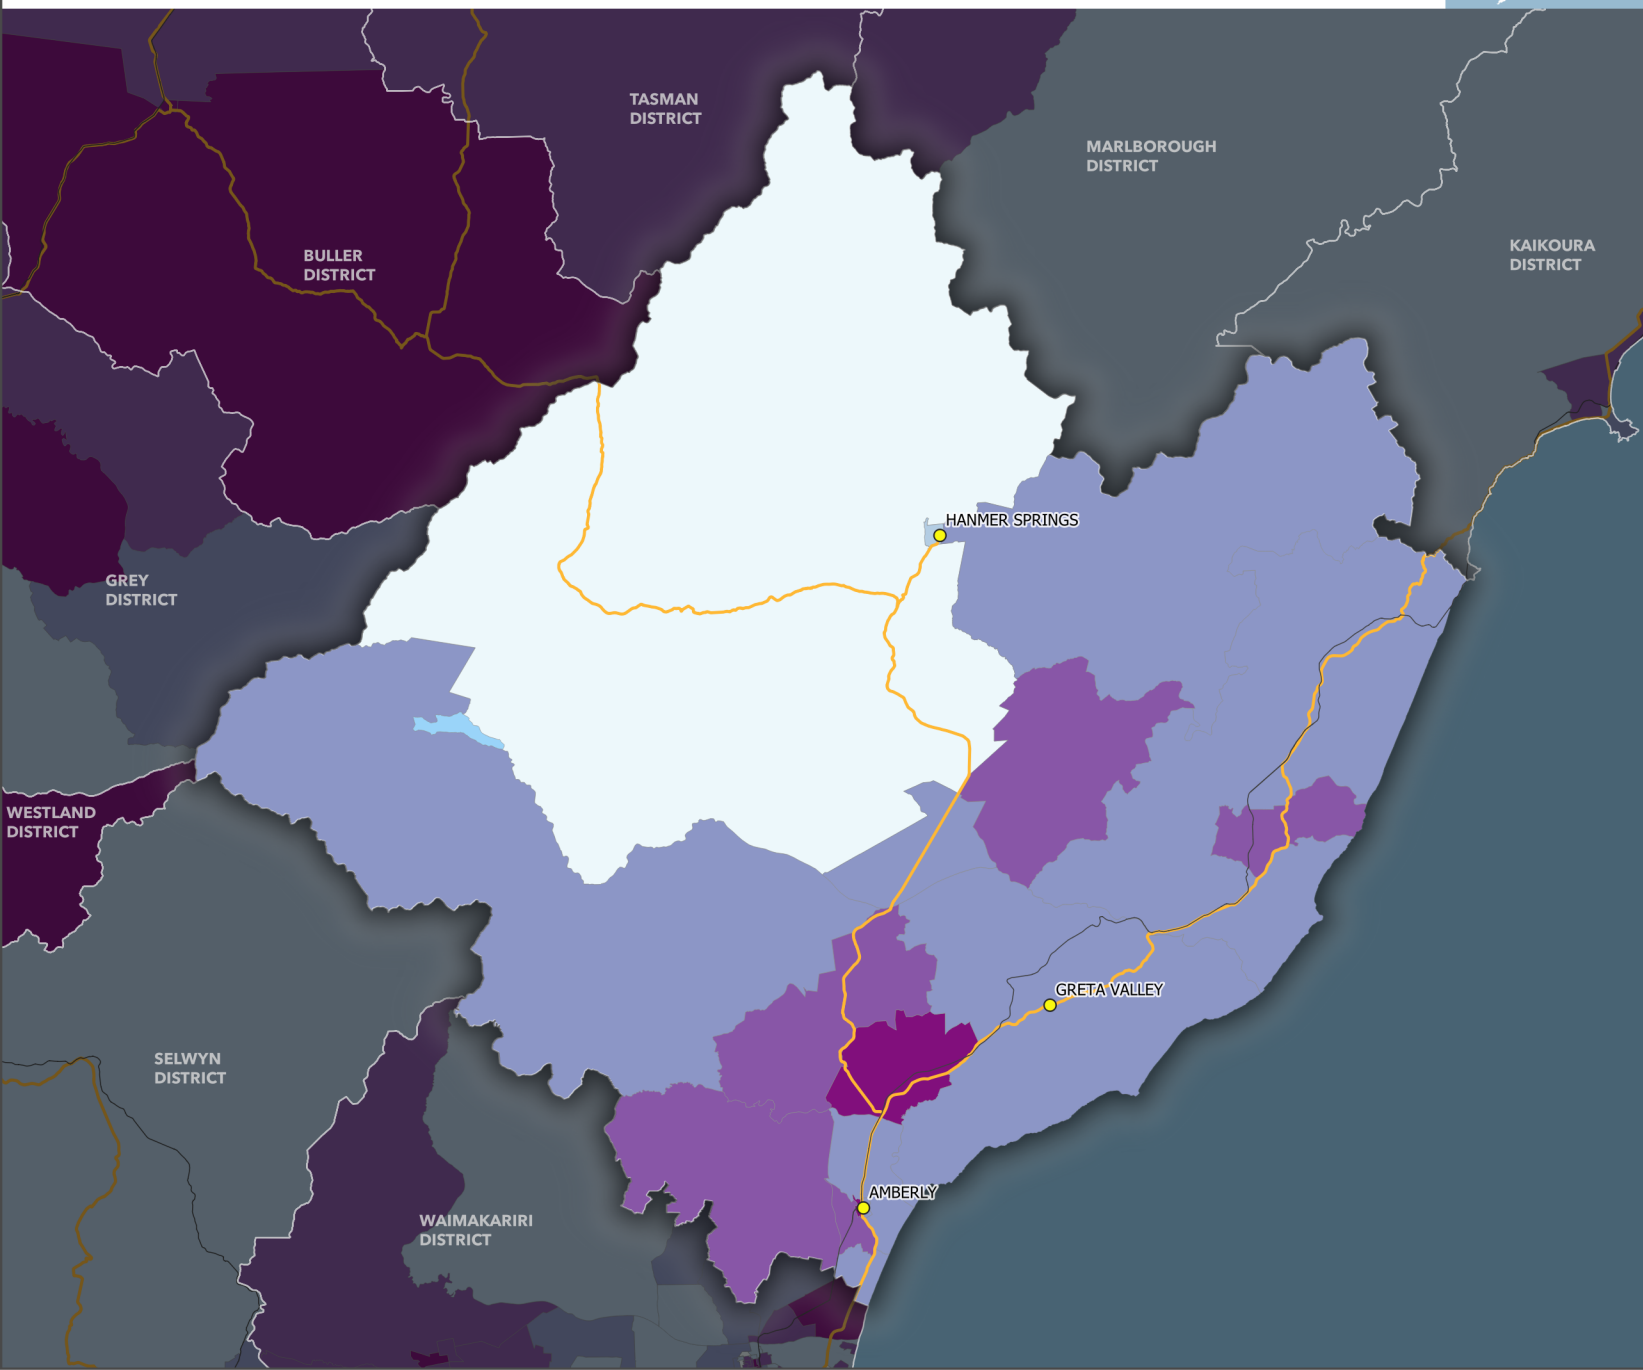 TASMAN
DISTRICT
MARLBOROUGH
DISTRICT
KAIKOURA
DISTRICT
BULLER
DISTRICT
HANMER SPRINGS
GREY
DISTRICT
WESTLAND
DISTRICT
GRETA VALLEY
SELWYN
DISTRICT
AMBERLY
WAIMAKARIRI
DISTRICT